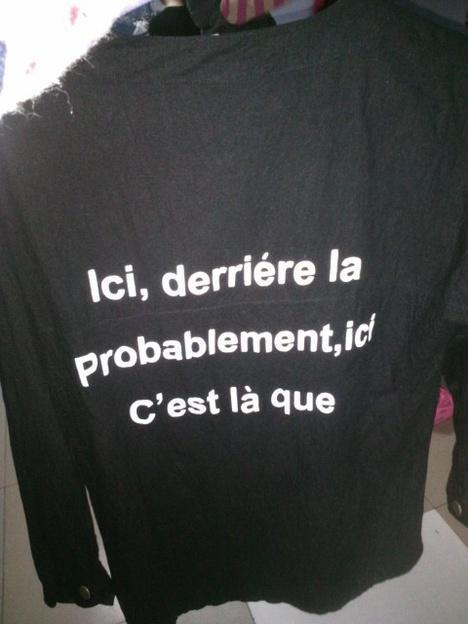 Ici, derriére la
Probablement,ici
C'est là que